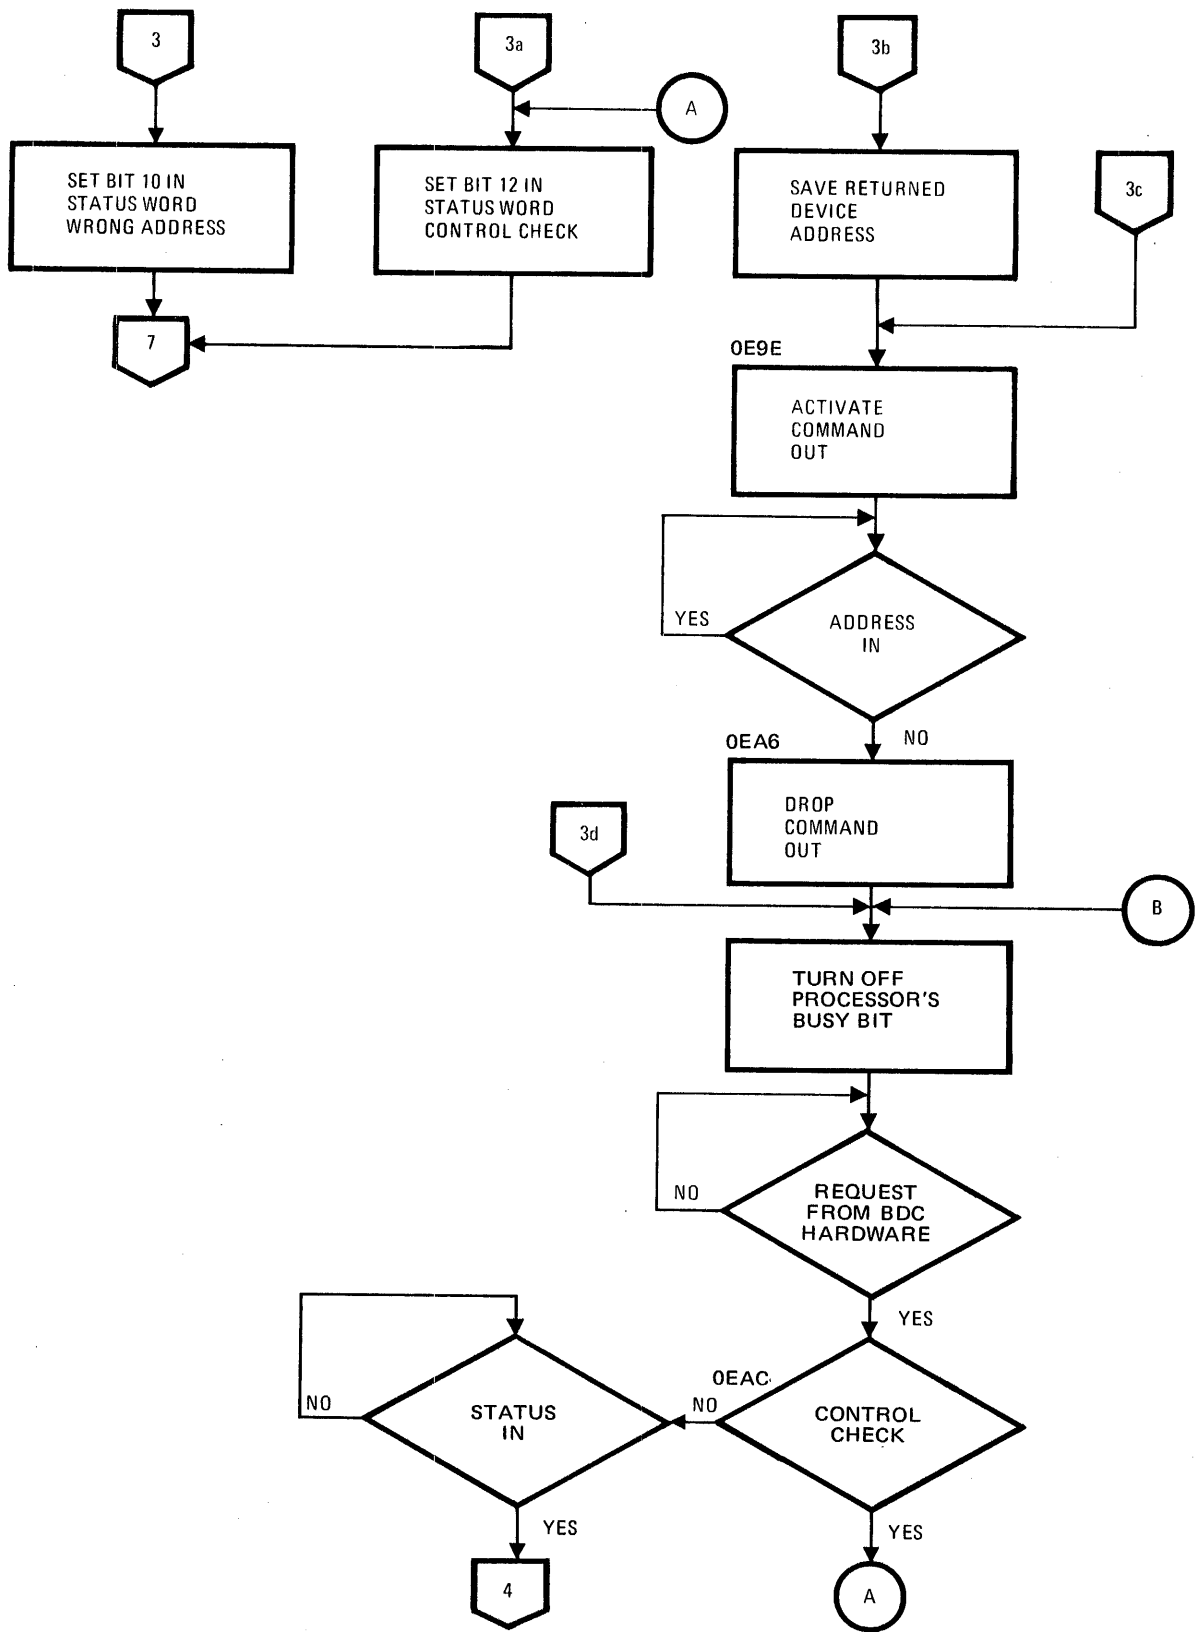 3
3a
3b
A
SET BIT 10 IN
STATUS WORD
WRONG ADDRESS
SET BIT 12 IN
STATUS WORD
CONTROL CHECK
SAVE RETURNED
DEVICE
ADDRESS
3c
7
0E9E
ACTIVATE
COMMAND
OUT
YES
ADDRESS
IN
NO
0EA6
DROP
COMMAND
OUT
3d
B
TURN OFF
PROCESSOR'S
BUSY BIT
NO
REQUEST
FROM BDC
HARDWARE
YES
0EAC
NO
STATUS
IN
NO
CONTROL
CHECK
YES
YES
4
A